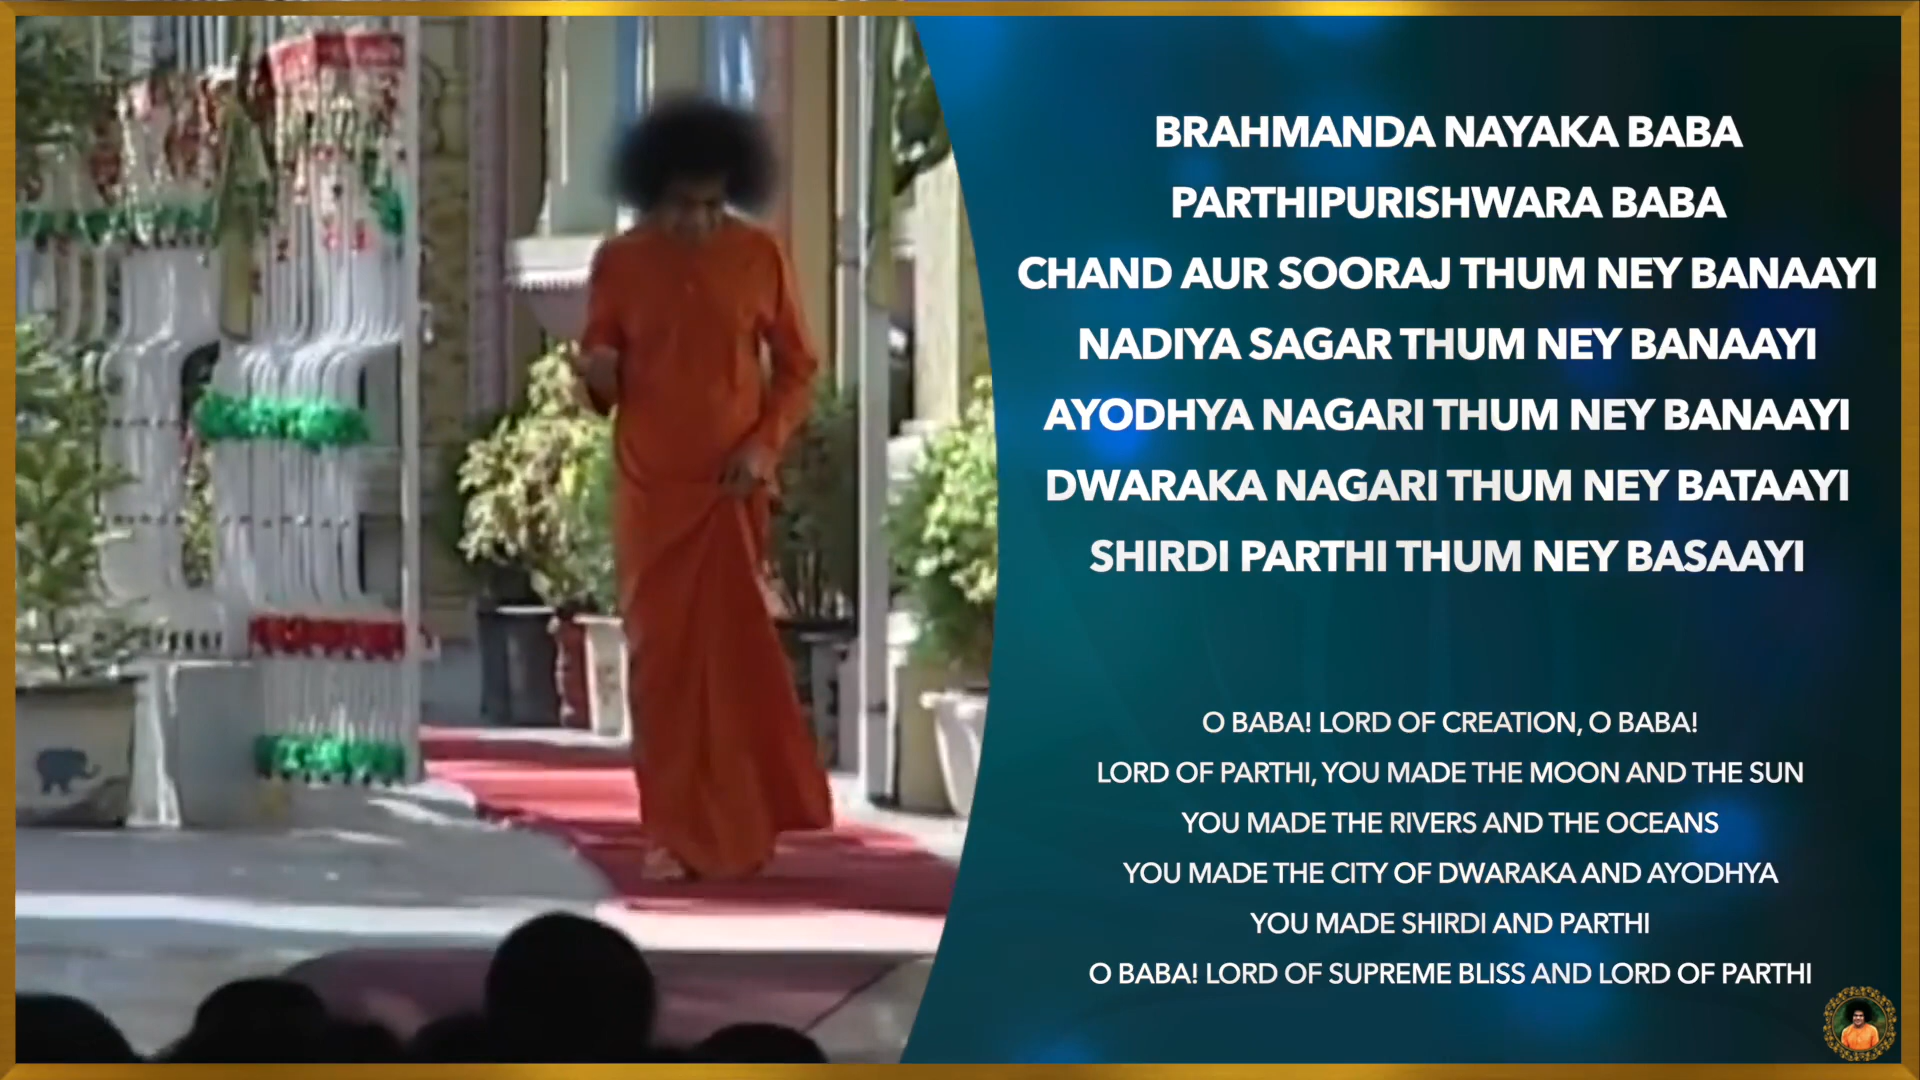 BRAHMANDA NAYAKA BABA
PARTHIPURISHWARA BABA
CHAND AUR SOORAJ THUM NEY BANAAYI
NADIYA SAGAR THUM NEY BANAAYI
AYODHYA NAGARI THUM NEY BANAAYI
DWARAKA NAGARI THUM NEY BATAAYI
SHIRDI PARTHI THUM NEY BASAAYI
O BABA! LORD OF CREATION, O BABA!
LORD OF PARTHI, YOU MADE THE MOON AND THE SUN
YOU MADE THE RIVERS AND THE OCEANS
YOU MADE THE CITY OF DWARAKA AND AYODHYA
YOU MADE SHIRDI AND PARTHI
O BABA! LORD OF SUPREME BLISS AND LORD OF PARTHI